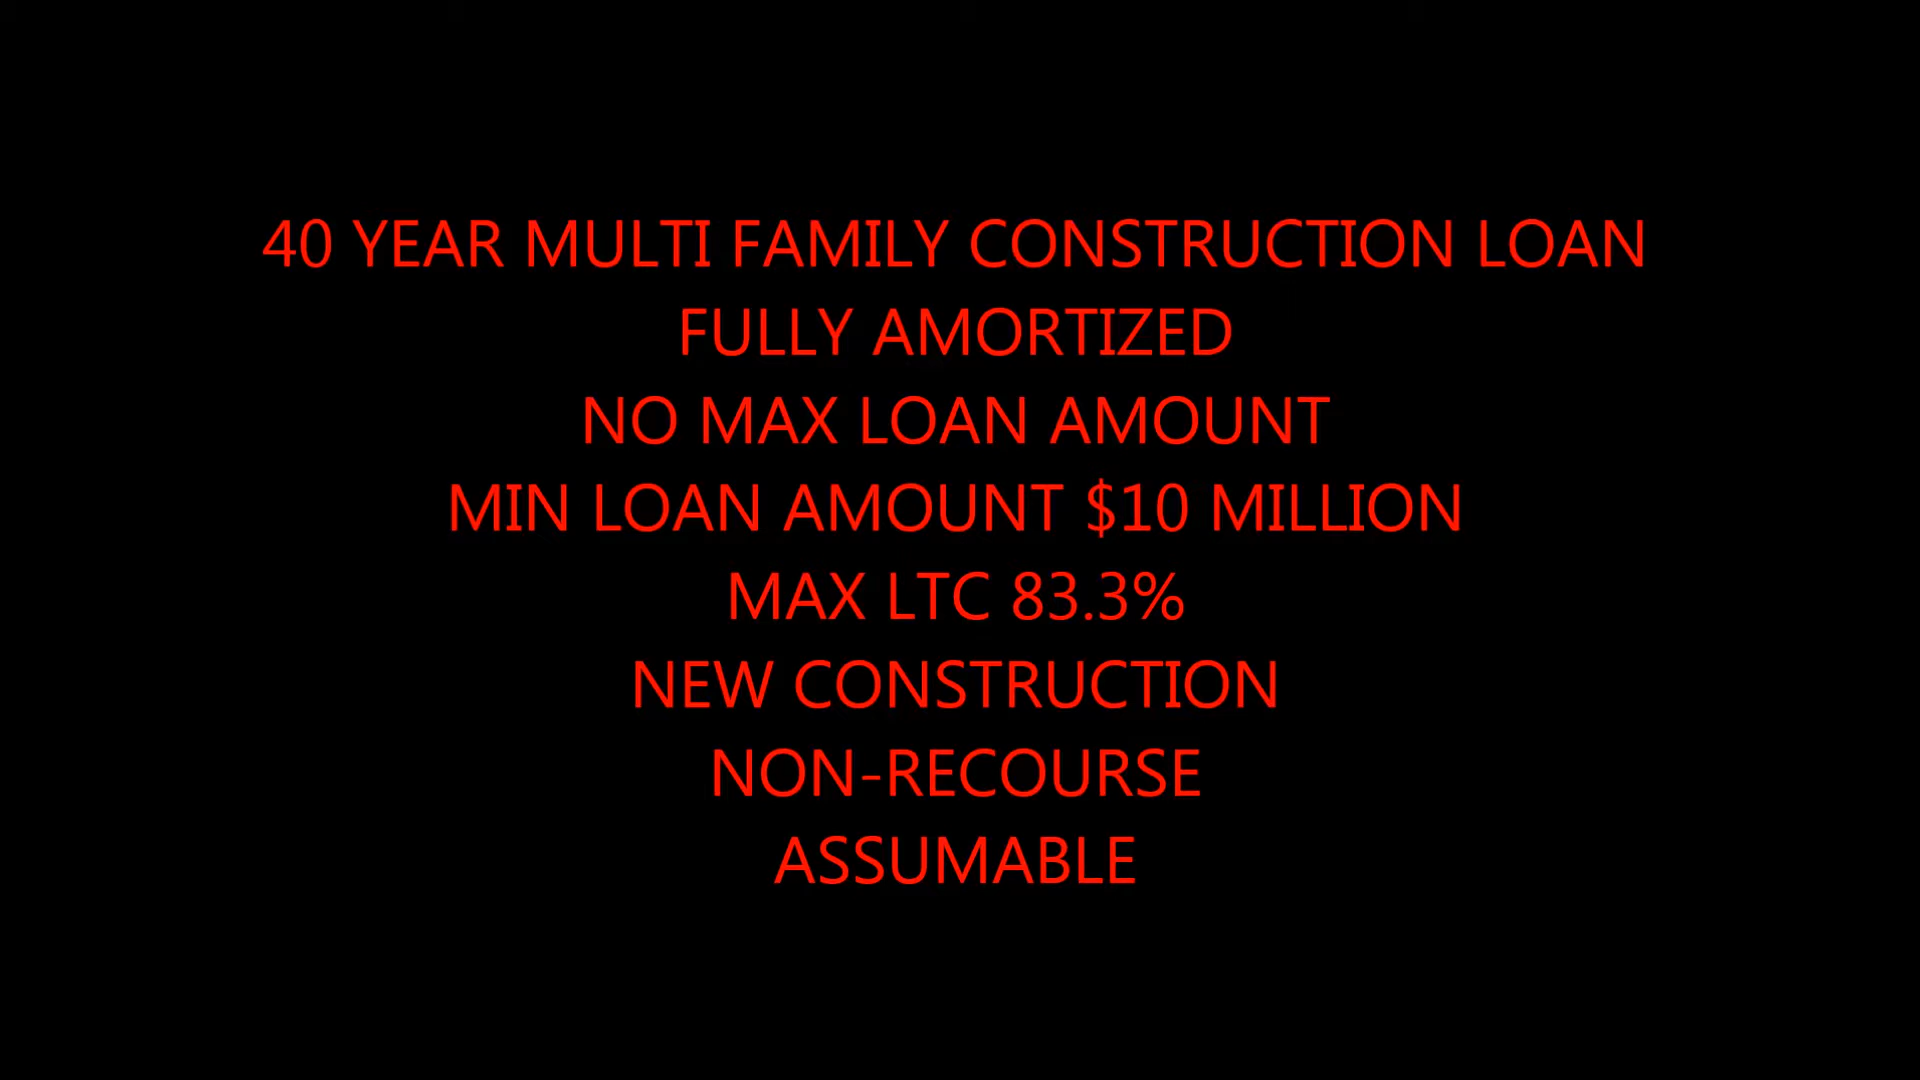 40 YEAR MULTI FAMILY CONSTRUCTION LOAN
FULLY AMORTIZED
NO MAX LOAN AMOUNT
MIN LOAN AMOUNT $10 MILLION
MAX LTC 83.3%
NEW CONSTRUCTION
NON-RECOURSE
ASSUMABLE